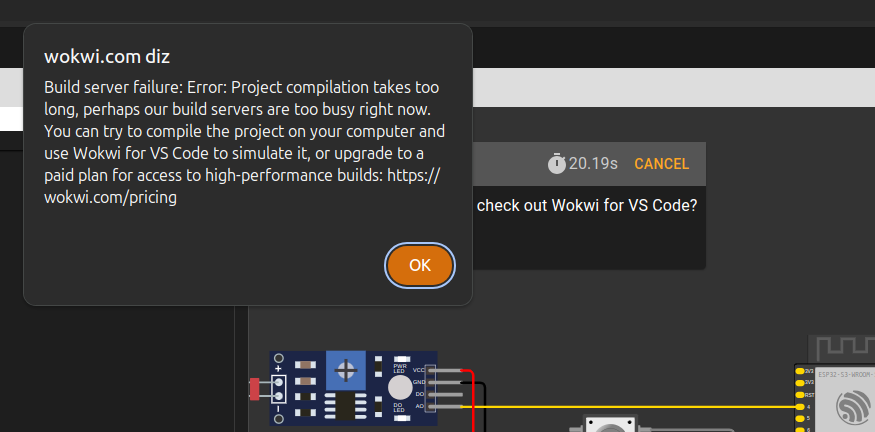 wokwi.com diz
Build server failure: Error: Project compilation takes too
long, perhaps our build servers are too busy right now.
You can try to compile the project on your computer and
use Wokwi for VS Code to simulate it, or upgrade to a
paid plan for access to high-performance builds: https://
wokwi.com/pricing
OK
20.19s CANCEL
check out Wokwi for VS Code?
PWR
LED
DO
LED
VCC
GND
DO
AO
+
3V3
3V3
RST
4
5
6
ESP32-S3-WROOM-